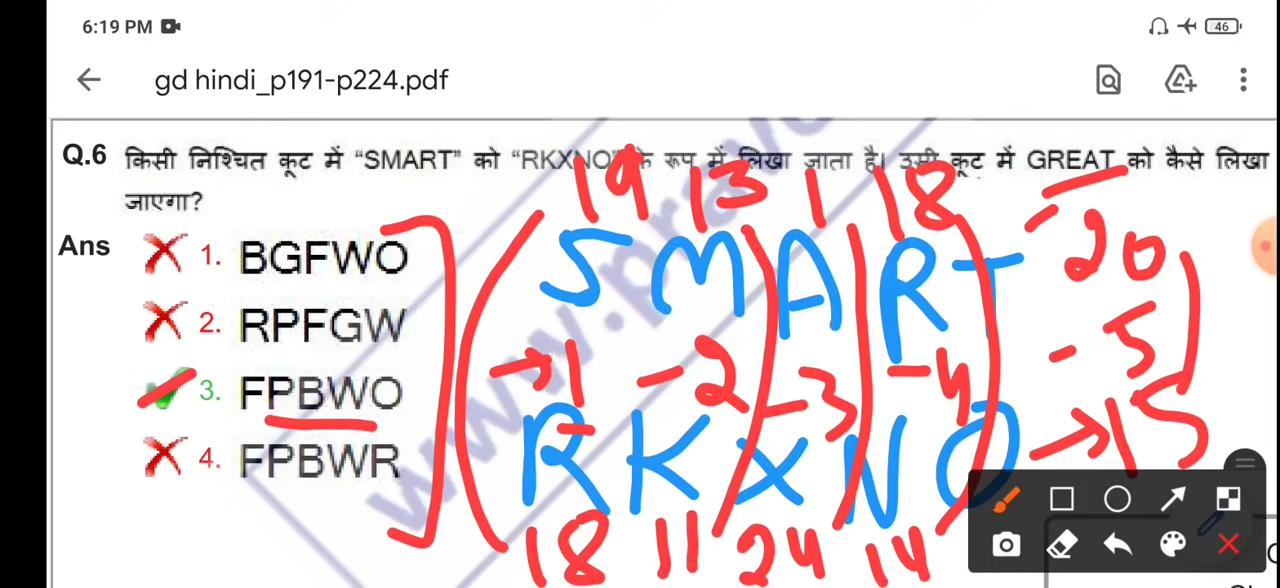 6:19 PM
46
gd hindi_p191-p224.pdf
Q.6 किसी निश्चित कूट में “SMART” को “RKXNO” के रूप में लिखा जाता है। उसी कूट में GREAT को कैसे लिखा
जाएगा?
Ans 1. BGFWO
2. RPFGW
3. FPBWO
4. FPBWR
19 13 1 18 20
S M A R T
-1 -2 -3 -4 -5
R K X N O
18 11 24 14 15
www.prav